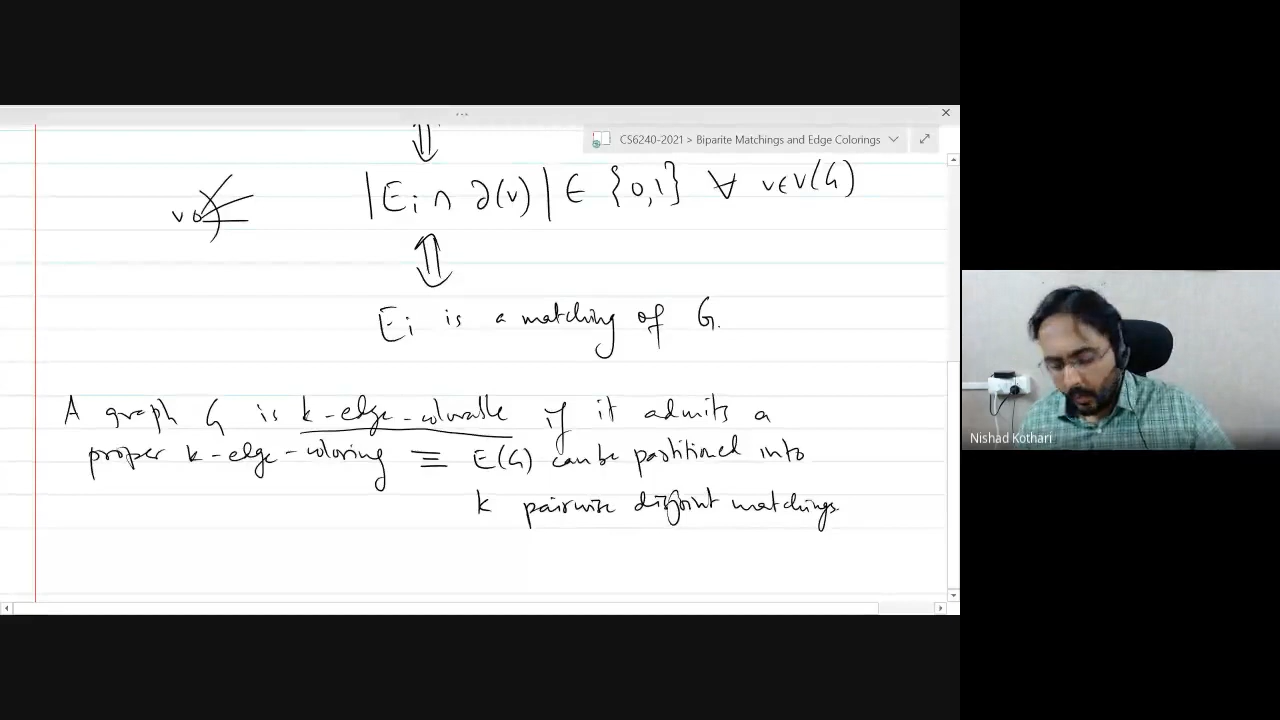 CS6240-2021 > Biparite Matchings and Edge Colorings
|Ei ∩ ∂(v)| ∈ {0,1} ∀ v∈V(G)
v
Ei is a matching of G.
A graph G is k-edge-colorable if it admits a
proper k-edge-coloring ≡ E(G) can be partitioned into
k pairwise disjoint matchings.
Nishad Kothari